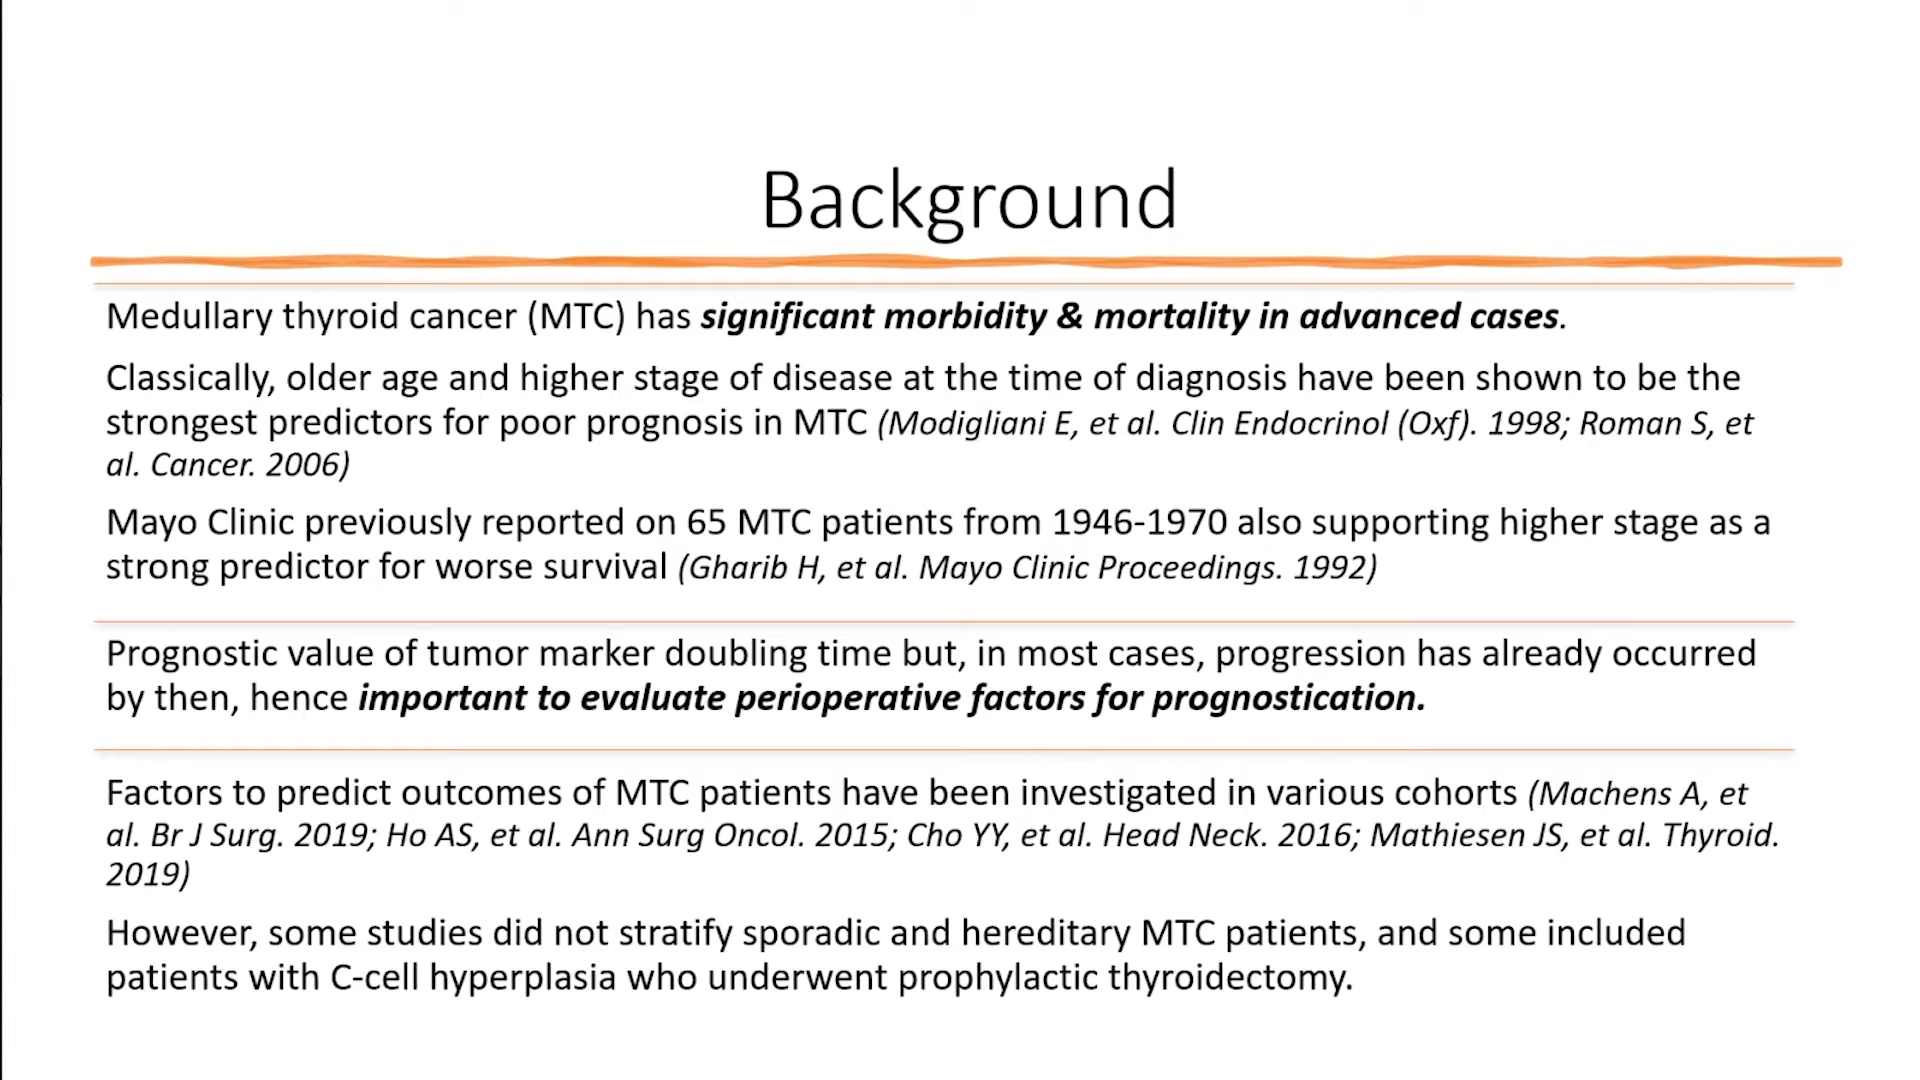 Background
Medullary thyroid cancer (MTC) has significant morbidity & mortality in advanced cases.
Classically, older age and higher stage of disease at the time of diagnosis have been shown to be the
strongest predictors for poor prognosis in MTC (Modigliani E, et al. Clin Endocrinol (Oxf). 1998; Roman S, et
al. Cancer. 2006)
Mayo Clinic previously reported on 65 MTC patients from 1946-1970 also supporting higher stage as a
strong predictor for worse survival (Gharib H, et al. Mayo Clinic Proceedings. 1992)
Prognostic value of tumor marker doubling time but, in most cases, progression has already occurred
by then, hence important to evaluate perioperative factors for prognostication.
Factors to predict outcomes of MTC patients have been investigated in various cohorts (Machens A, et
al. Br J Surg. 2019; Ho AS, et al. Ann Surg Oncol. 2015; Cho YY, et al. Head Neck. 2016; Mathiesen JS, et al. Thyroid.
2019)
However, some studies did not stratify sporadic and hereditary MTC patients, and some included
patients with C-cell hyperplasia who underwent prophylactic thyroidectomy.